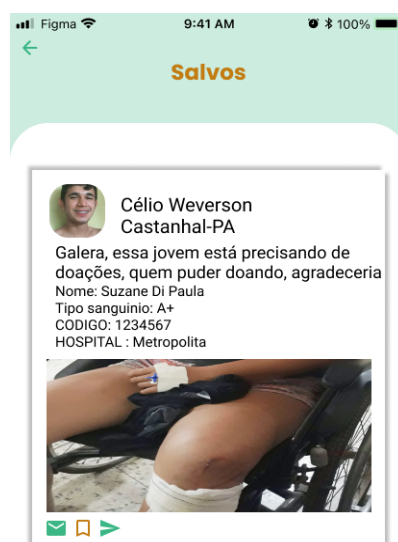 Figma
9:41 AM
100%
Salvos
Célio Weverson
Castanhal-PA
Galera, essa jovem está precisando de
doações, quem puder doando, agradeceria
Nome: Suzane Di Paula
Tipo sanguinio: A+
CODIGO: 1234567
HOSPITAL : Metropolita